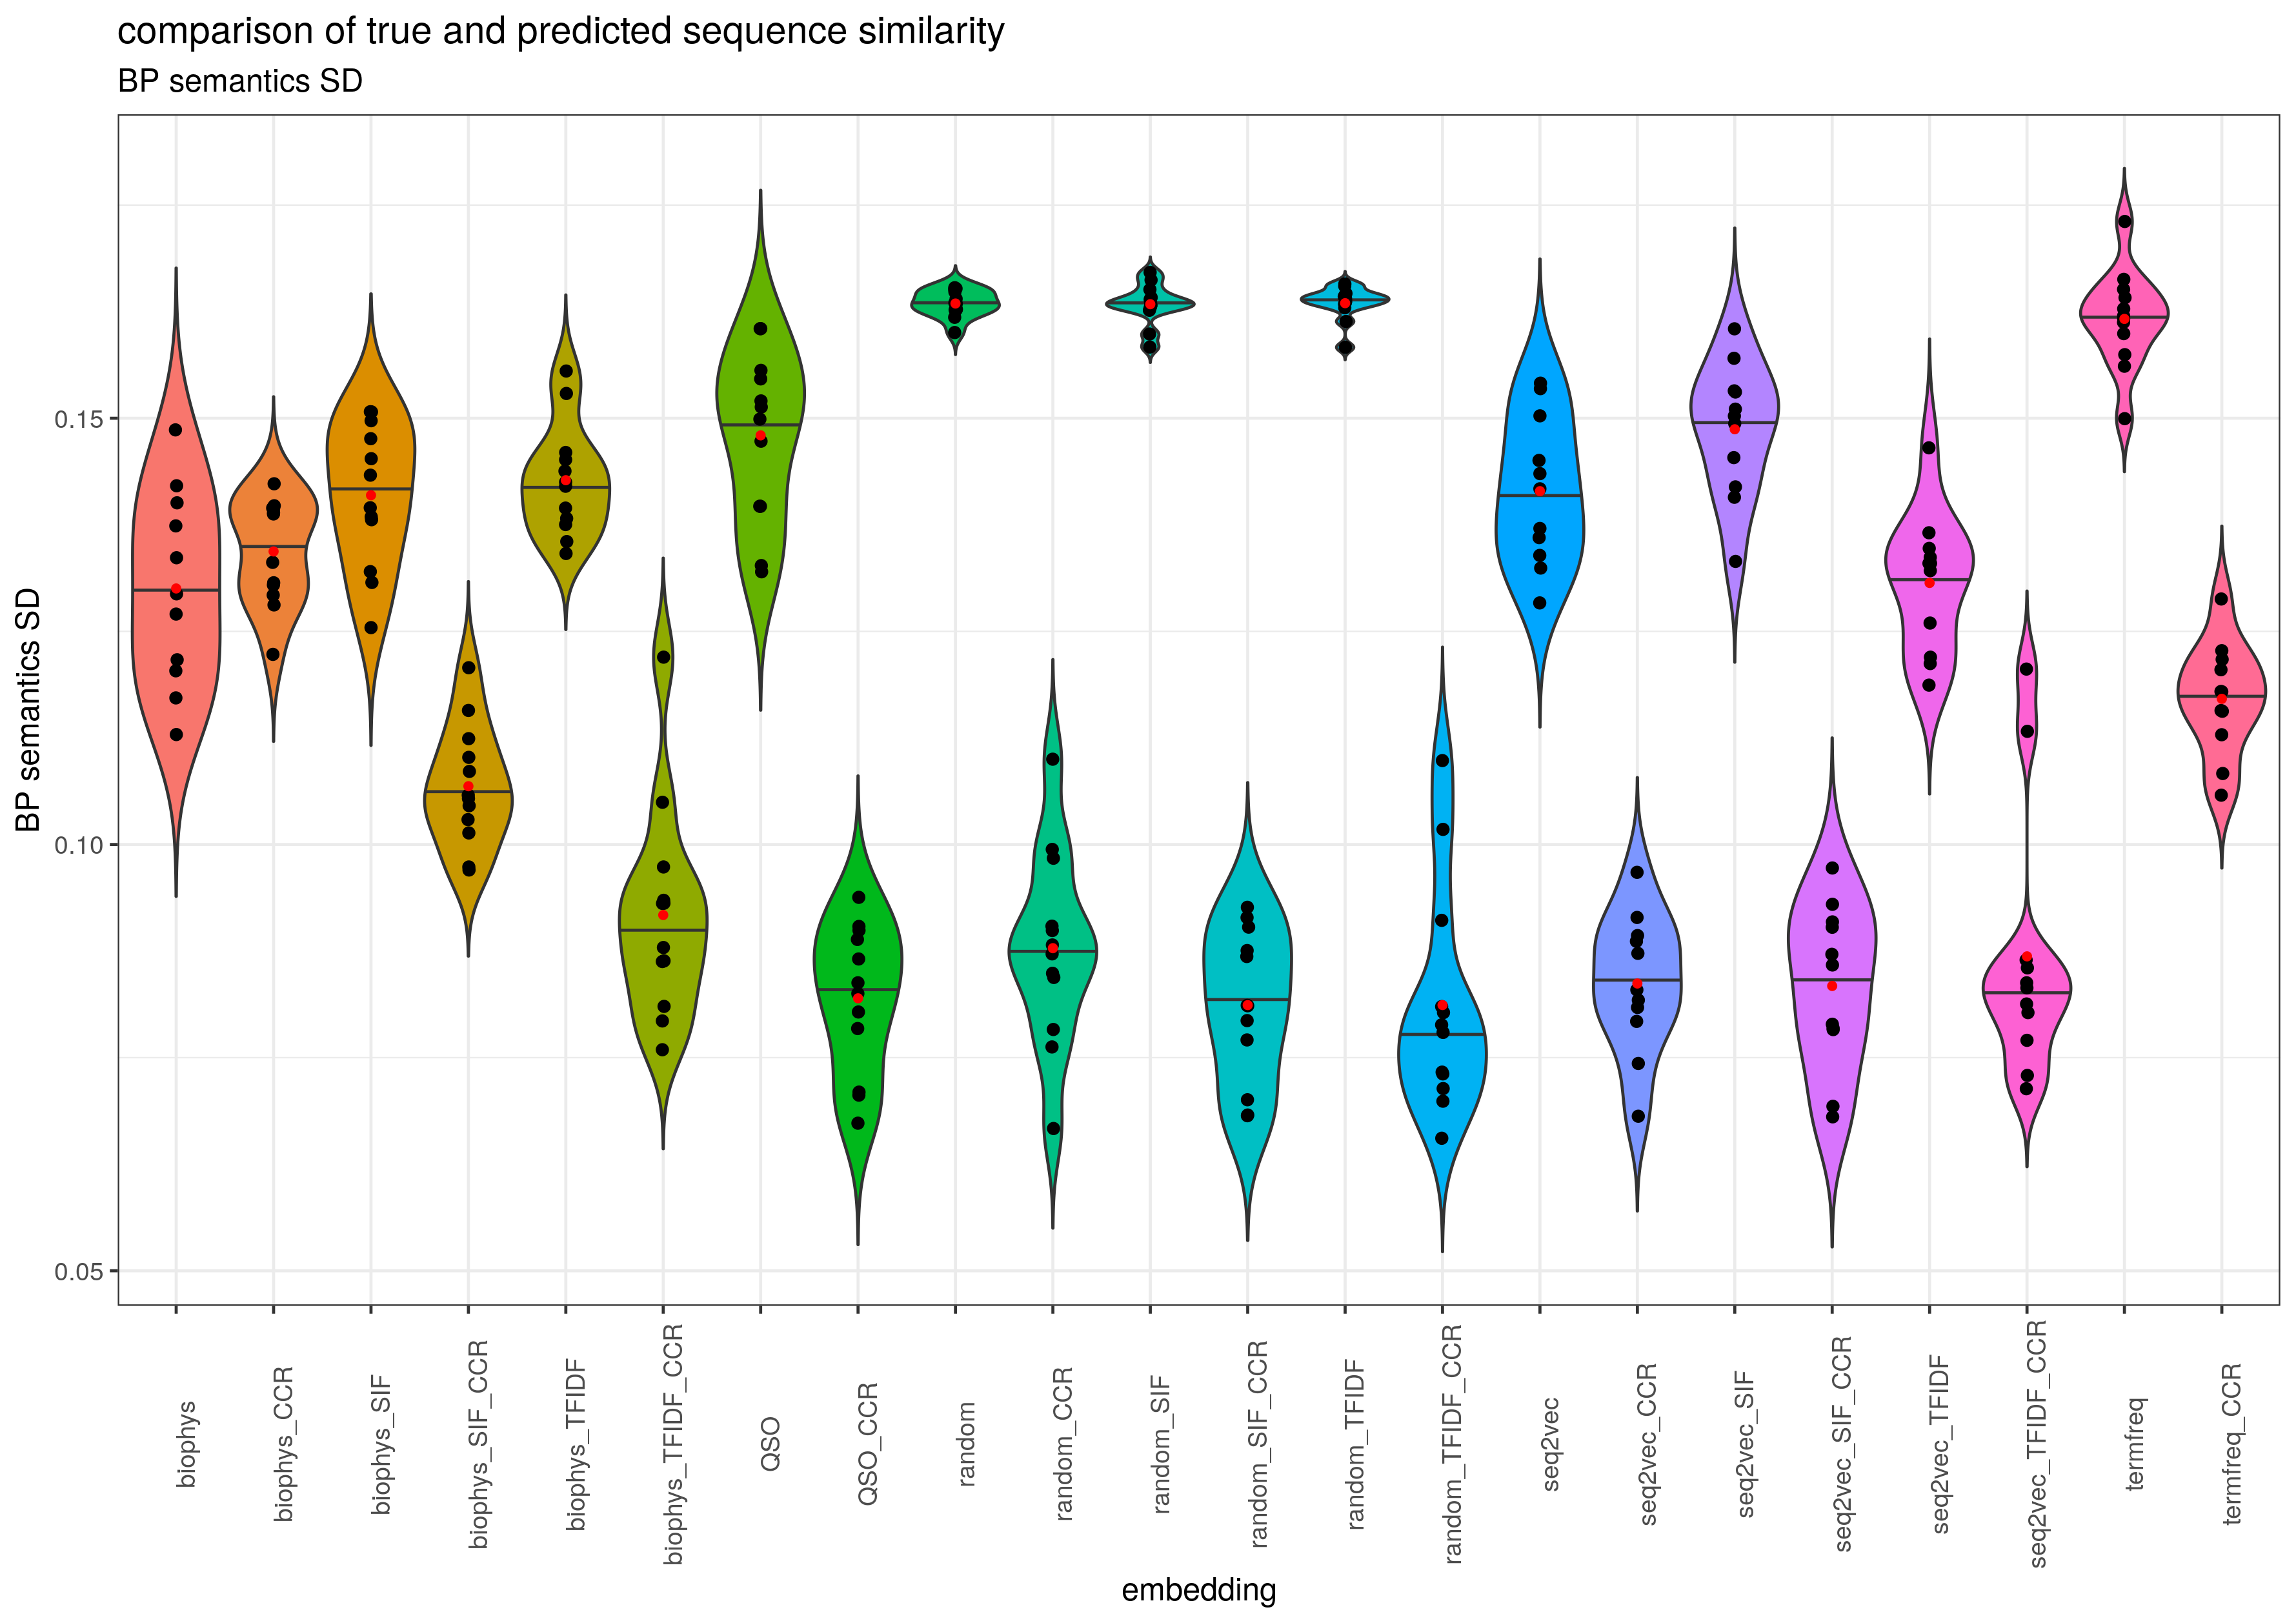 comparison of true and predicted sequence similarity
BP semantics SD
BP semantics SD
0.15
0.10
0.05
biophys
biophys_CCR
biophys_SIF
biophys_SIF_CCR
biophys_TFIDF
biophys_TFIDF_CCR
QSO
QSO_CCR
random
random_CCR
random_SIF
random_SIF_CCR
random_TFIDF
random_TFIDF_CCR
seq2vec
seq2vec_CCR
seq2vec_SIF
seq2vec_SIF_CCR
seq2vec_TFIDF
seq2vec_TFIDF_CCR
termfreq
termfreq_CCR
embedding